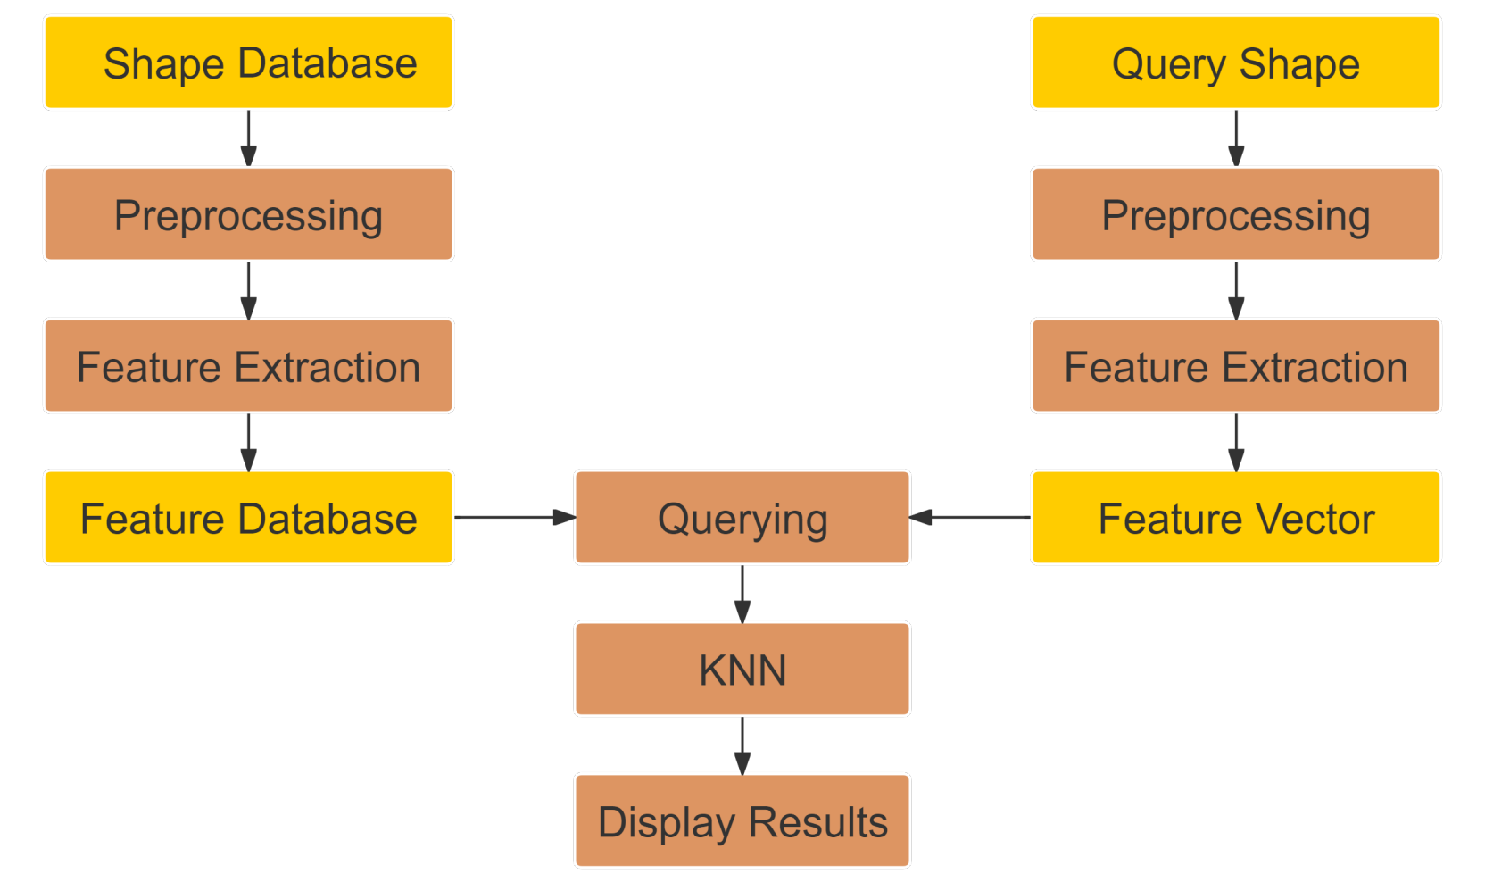 Shape Database
Query Shape
Preprocessing
Preprocessing
Feature Extraction
Feature Extraction
Feature Database
Querying
Feature Vector
KNN
Display Results